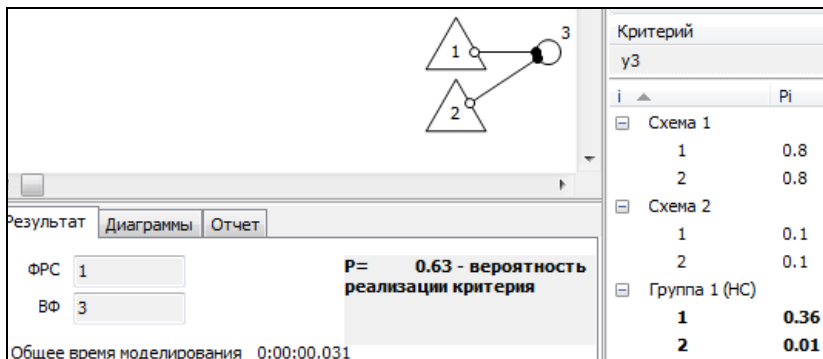 1
2
3
Критерий
y3
i Pi
Схема 1
1 0.8
2 0.8
Схема 2
1 0.1
2 0.1
Группа 1 (НС)
1 0.36
2 0.01
Результат Диаграммы Отчет
ФРС 1
ВФ 3
P= 0.63 - вероятность
реализации критерия
Общее время моделирования 0:00:00.031